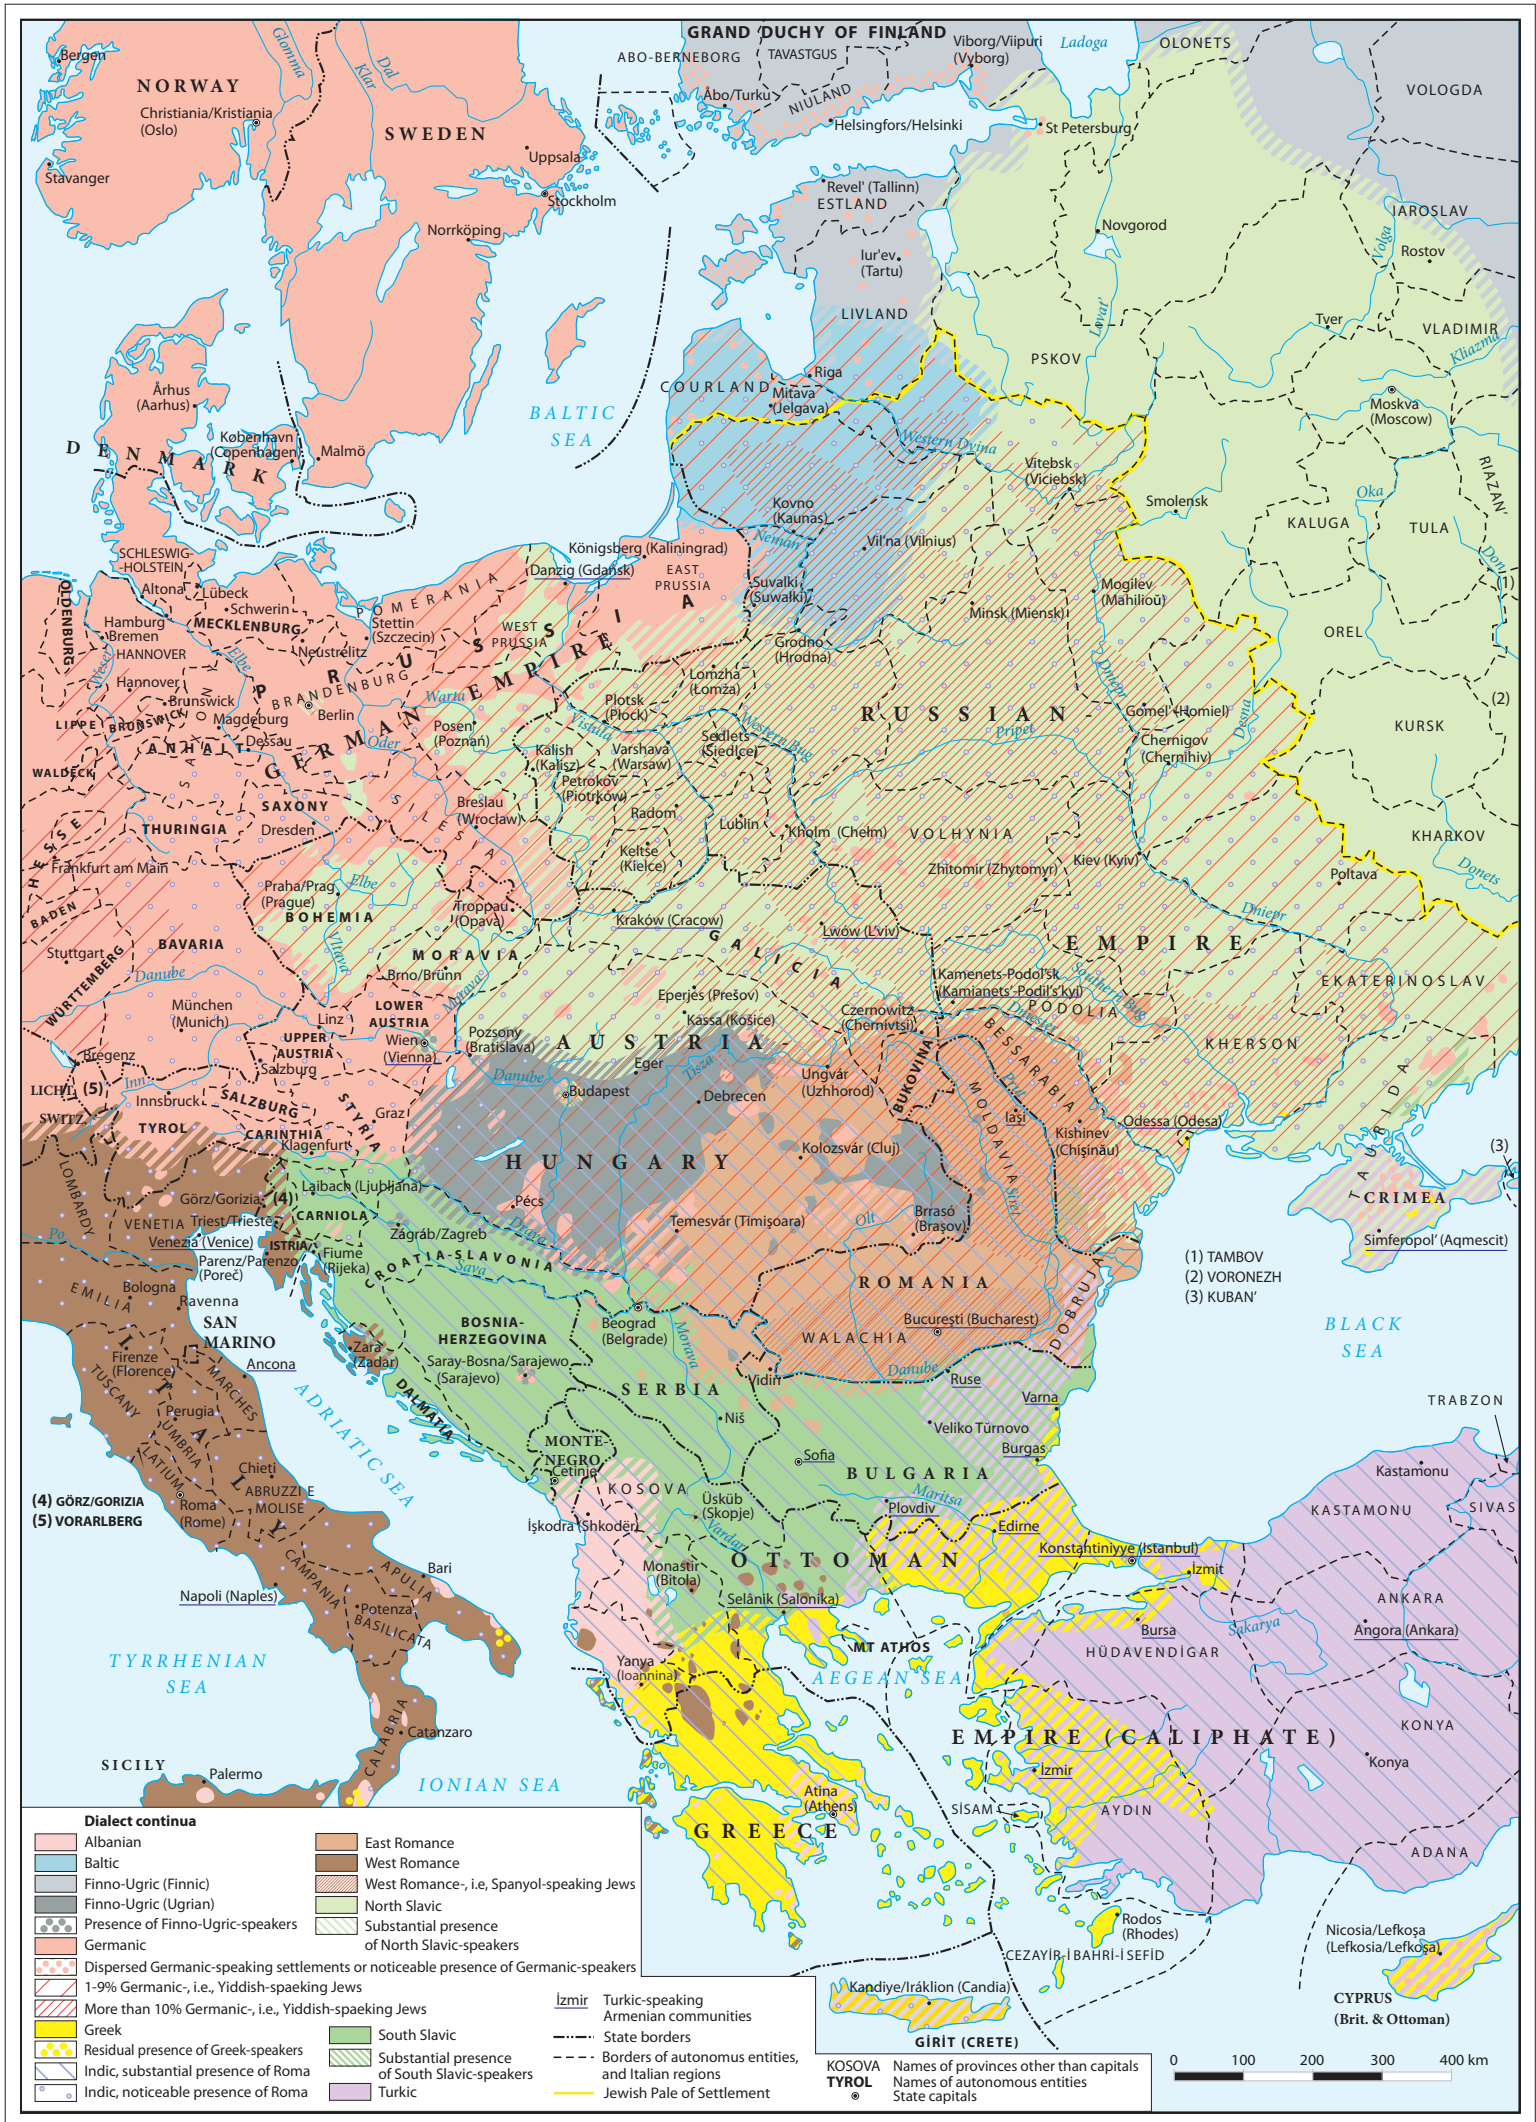 GRAND DUCHY OF FINLAND
ABO-BERNEBORG
TAVASTGUS
Viborg/Viipuri
(Vyborg)
Ladoga
OLONETS
Bergen
Glomma
Klar
Dal
NORWAY
Christiania/Kristiania
(Oslo)
SWEDEN
Åbo/Turku
NIULAND
Helsingfors/Helsinki
St Petersburg
VOLOGDA
Stavanger
Uppsala
Stockholm
Norrköping
Revel' (Tallinn)
ESTLAND
Iur'ev
(Tartu)
Novgorod
IAROSLAV
Volga
Rostov
LIVLAND
Lovat'
Tver
VLADIMIR
Kliazma
PSKOV
Århus
(Aarhus)
BALTIC
SEA
COURLAND
Riga
Mitava
(Jelgava)
Moskva
(Moscow)
København
(Copenhagen)
Malmö
DENMARK
Western Dvina
Vitebsk
(Viciebsk)
RIAZAN'
Kovno
(Kaunas)
Smolensk
Oka
KALUGA
TULA
SCHLESWIG-
-HOLSTEIN
Königsberg (Kaliningrad)
Neman
Vil'na (Vilnius)
Don
OLDENBURG
Altona
Lübeck
Danzig (Gdańsk)
EAST
PRUSSIA
Suvalki
(Suwałki)
Mogilev
(Mahilioŭ)
(1)
Schwerin
MECKLENBURG
POMERANIA
Hamburg
Bremen
Stettin
(Szczecin)
WEST
PRUSSIA
Minsk (Miensk)
HANNOVER
Neustrelitz
Grodno
(Hrodna)
OREL
Weser
Elbe
PRUSSIA
Hannover
BRANDENBURG
Warta
Lomzha
(Łomża)
Dniepr
Brunswick
Berlin
GERMAN EMPIRE
Plotsk
(Płock)
RUSSIAN
Gomel' (Homiel)
Dessna
(2)
KURSK
LIPPE
BRUNSWICK
Magdeburg
SAXONY
Oder
Posen
(Poznań)
Vistula
Western Bug
Pripet
ANHALT
Dessau
Kalish
(Kalisz)
Varshava
(Warsaw)
Sedlets
(Siedlce)
Chernigov
(Chernihiv)
WALDECK
SAXONY
Petrokov
(Piotrków)
THURINGIA
Dresden
SILESIA
Breslau
(Wrocław)
Radom
Lublin
Kholm (Chełm)
VOLHYNIA
KHARKOV
HESSE
Frankfurt am Main
Keltse
(Kielce)
Zhitomir (Zhytomyr)
Kiev (Kyiv)
Donets
Praha/Prag
(Prague)
Elbe
Poltava
BADEN
BOHEMIA
Troppau
(Opava)
Kraków (Cracow)
Dniepr
Stuttgart
BAVARIA
Vltava
MORAVIA
GALICIA
Lwów (L'viv)
EMPIRE
WÜRTTEMBERG
Danube
Brno/Brünn
Morava
Kamenets-Podol'sk
(Kamianets'-Podil's'kyi)
Southern Bug
EKATERINOSLAV
München
(Munich)
Linz
LOWER
AUSTRIA
Eperjes (Prešov)
Czernowitz
(Chernivtsi)
PODOLIA
Dniester
UPPER
AUSTRIA
Wien
(Vienna)
Pozsony
(Bratislava)
Kassa (Košice)
AUSTRIA-
BESSARABIA
KHERSON
Bregenz
Salzburg
Eger
Tisza
Ungvár
(Uzhhorod)
BUKOVINA
LICHT.
(5)
Inn
Innsbruck
SALZBURG
Danube
Budapest
Debrecen
MOLDAVIA
Prut
Iaşi
TAURIDA
SWITZ.
TYROL
STYRIA
Graz
Odessa (Odesa)
CARINTHIA
Klagenfurt
HUNGARY
Kolozsvár (Cluj)
Kishinev
(Chişinău)
(3)
LOMBARDY
Laibach (Ljubljana)
Görz/Gorizia
(4)
CARNIOLA
Pécs
Siret
CRIMEA
VENETIA
Triest/Trieste
Venezia (Venice)
Po
Zágráb/Zagreb
Drava
Temesvár (Timişoara)
Olt
Brrasó
(Braşov)
Simferopol' (Aqmescit)
ISTRIA
Fiume
(Rijeka)
Parenz/Parenzo
(Poreč)
CROATIA-SLAVONIA
Sava
(1) TAMBOV
(2) VORONEZH
(3) KUBAN'
EMILIA
Bologna
Ravenna
ROMANIA
DOBRUJA
SAN
MARINO
BOSNIA-
HERZEGOVINA
Beograd
(Belgrade)
Bucureşti (Bucharest)
WALACHIA
BLACK
SEA
Firenze
(Florence)
Ancona
Zara
(Zadar)
Saray-Bosna/Sarajewo
(Sarajevo)
Morava
Vidin
Danube
Ruse
TUSCANY
MARCHES
ITALY
DALMATIA
SERBIA
Varna
TRABZON
Perugia
UMBRIA
ADRIATIC SEA
Niš
Veliko Tŭrnovo
MONTE-
NEGRO
Cetinje
Sofia
Burgas
LATIUM
Chieti
ABRUZZI E
MOLISE
KOSOVA
BULGARIA
Kastamonu
(4) GÖRZ/GORIZIA
(5) VORARLBERG
Roma
(Rome)
Üsküb
(Skopje)
Maritsa
Plovdiv
KASTAMONU
SIVAS
İşkodra (Shkodër)
Vardar
Edirne
CAMPANIA
APULIA
Bari
Monastir
(Bitola)
OTTOMAN
Konstantiniyye (Istanbul)
İzmit
Napoli (Naples)
Potenza
BASILICATA
Selânik (Salonika)
ANKARA
Bursa
Sakarya
Angora (Ankara)
MT ATHOS
HÜDAVENDİGAR
TYRRHENIAN
SEA
Yanya
(Ioannina)
AEGEAN SEA
CALABRIA
Catanzaro
EMPIRE (CALIPHATE)
KONYA
Konya
SICILY
Palermo
IONIAN SEA
İzmir
Atina
(Athens)
SİSAM
AYDIN
GREECE
ADANA
Rodos
(Rhodes)
CEZAYİR-İ BAHRİ-İ SEFİD
Nicosia/Lefkoşa
(Lefkosia/Lefkoşa)
Kandiye/Iráklion (Candia)
CYPRUS
(Brit. & Ottoman)
GİRİT (CRETE)
Dialect continua
Albanian
Baltic
Finno-Ugric (Finnic)
Finno-Ugric (Ugrian)
Presence of Finno-Ugric-speakers
Germanic
Dispersed Germanic-speaking settlements or noticeable presence of Germanic-speakers
1-9% Germanic-, i.e., Yiddish-spaeking Jews
More than 10% Germanic-, i.e., Yiddish-spaeking Jews
Greek
Residual presence of Greek-speakers
Indic, substantial presence of Roma
Indic, noticeable presence of Roma
East Romance
West Romance
West Romance-, i.e, Spanyol-speaking Jews
North Slavic
Substantial presence
of North Slavic-speakers
South Slavic
Substantial presence
of South Slavic-speakers
Turkic
İzmir
Turkic-speaking
Armenian communities
State borders
Borders of autonomus entities,
and Italian regions
Jewish Pale of Settlement
KOSOVA
Names of provinces other than capitals
TYROL
Names of autonomous entities
State capitals
0
100
200
300
400 km